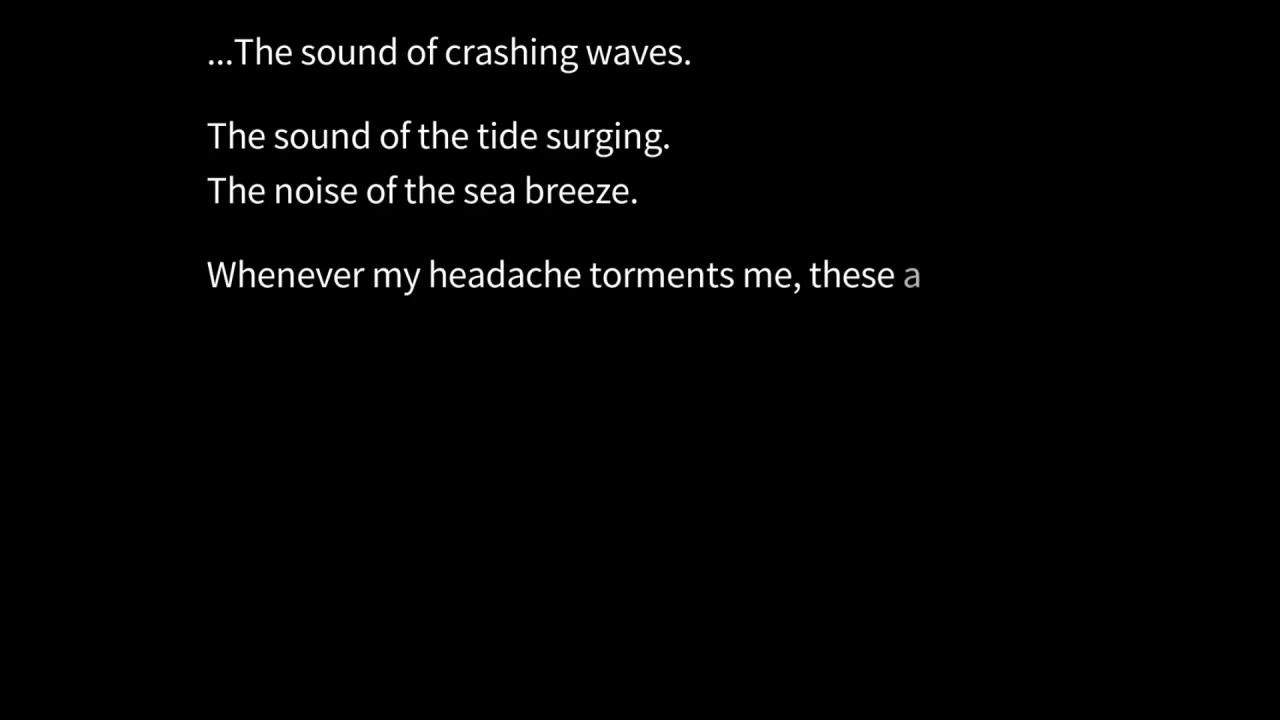 ...The sound of crashing waves.
The sound of the tide surging.
The noise of the sea breeze.
Whenever my headache torments me, these a